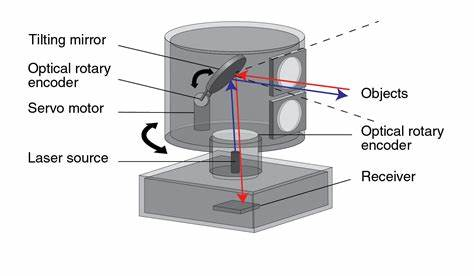 Tilting mirror
Optical rotary
encoder
Servo motor
Laser source
Objects
Optical rotary
encoder
Receiver